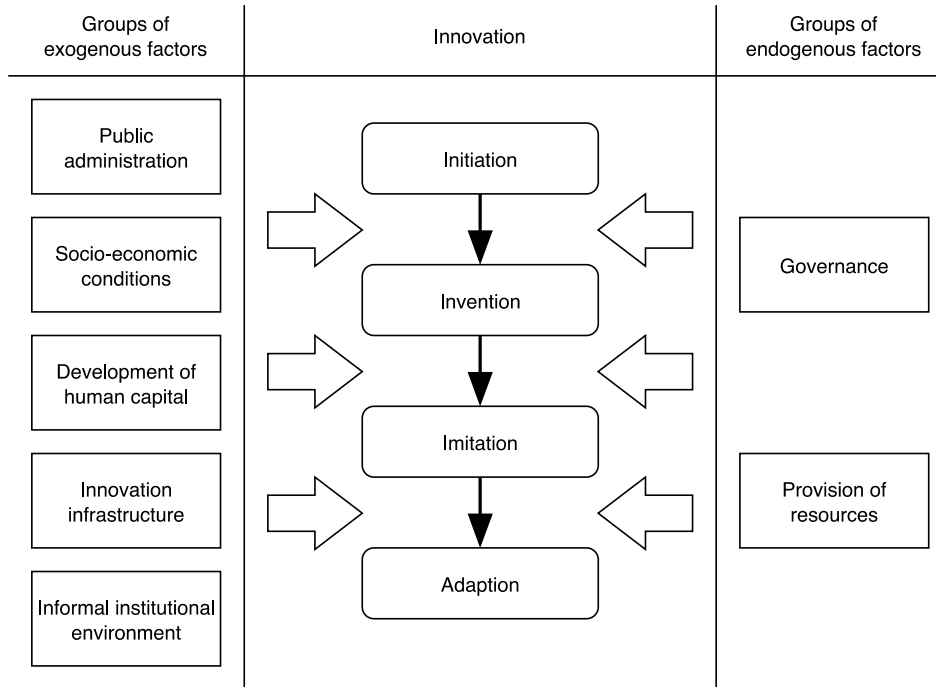 Groups of
exogenous factors
Innovation
Groups of
endogenous factors
Public
administration
Socio-economic
conditions
Development of
human capital
Innovation
infrastructure
Informal institutional
environment
Initiation
Invention
Imitation
Adaption
Governance
Provision of
resources